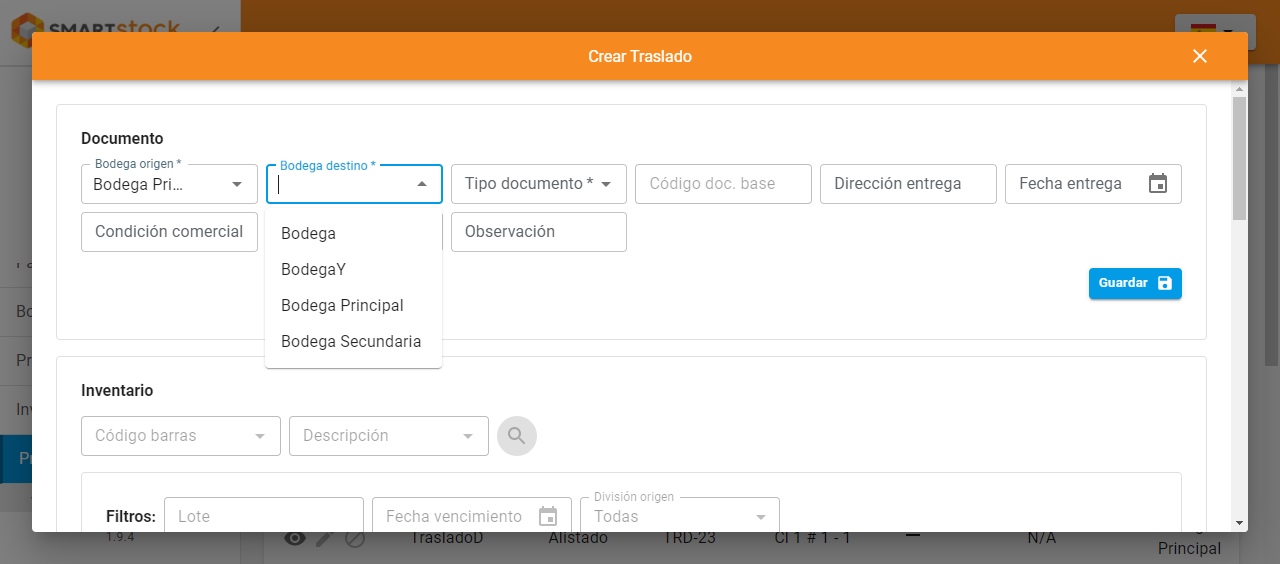 SMARTstock
Crear Traslado
Documento
Bodega origen *
Bodega Pri...
Bodega destino *
Tipo documento *
Código doc. base
Dirección entrega
Fecha entrega
Condición comercial
Observación
Bodega
BodegaY
Bodega Principal
Bodega Secundaria
Guardar
Inventario
Código barras
Descripción
Filtros:
Lote
Fecha vencimiento
División origen
Todas
Bo
Pr
Inv
Pr
1.9.4
TrasladoD
Alistado
TRD-23
Cl 1 # 1 - 1
—
N/A
Principal